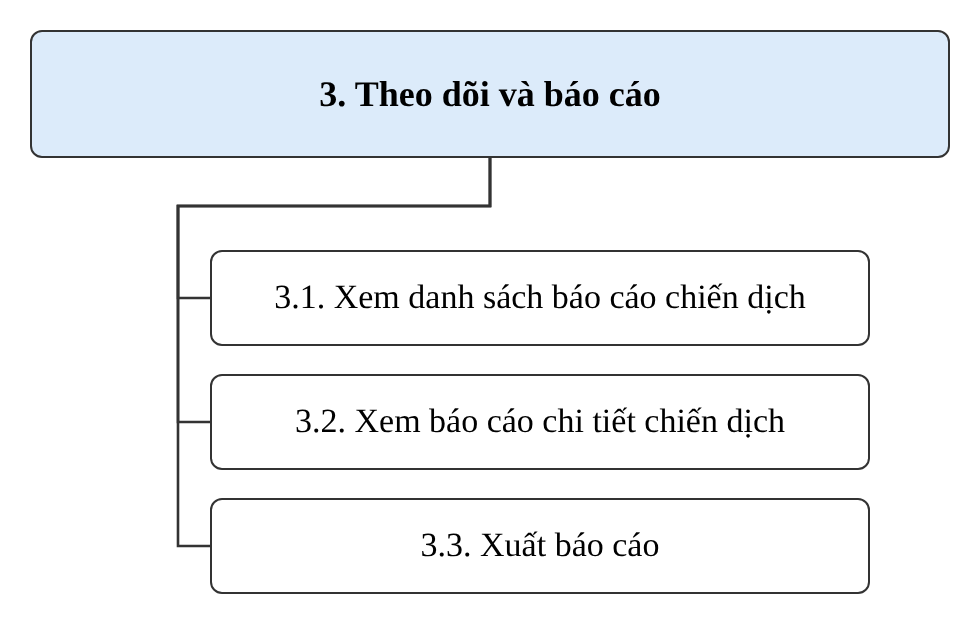 3. Theo dõi và báo cáo
3.1. Xem danh sách báo cáo chiến dịch
3.2. Xem báo cáo chi tiết chiến dịch
3.3. Xuất báo cáo